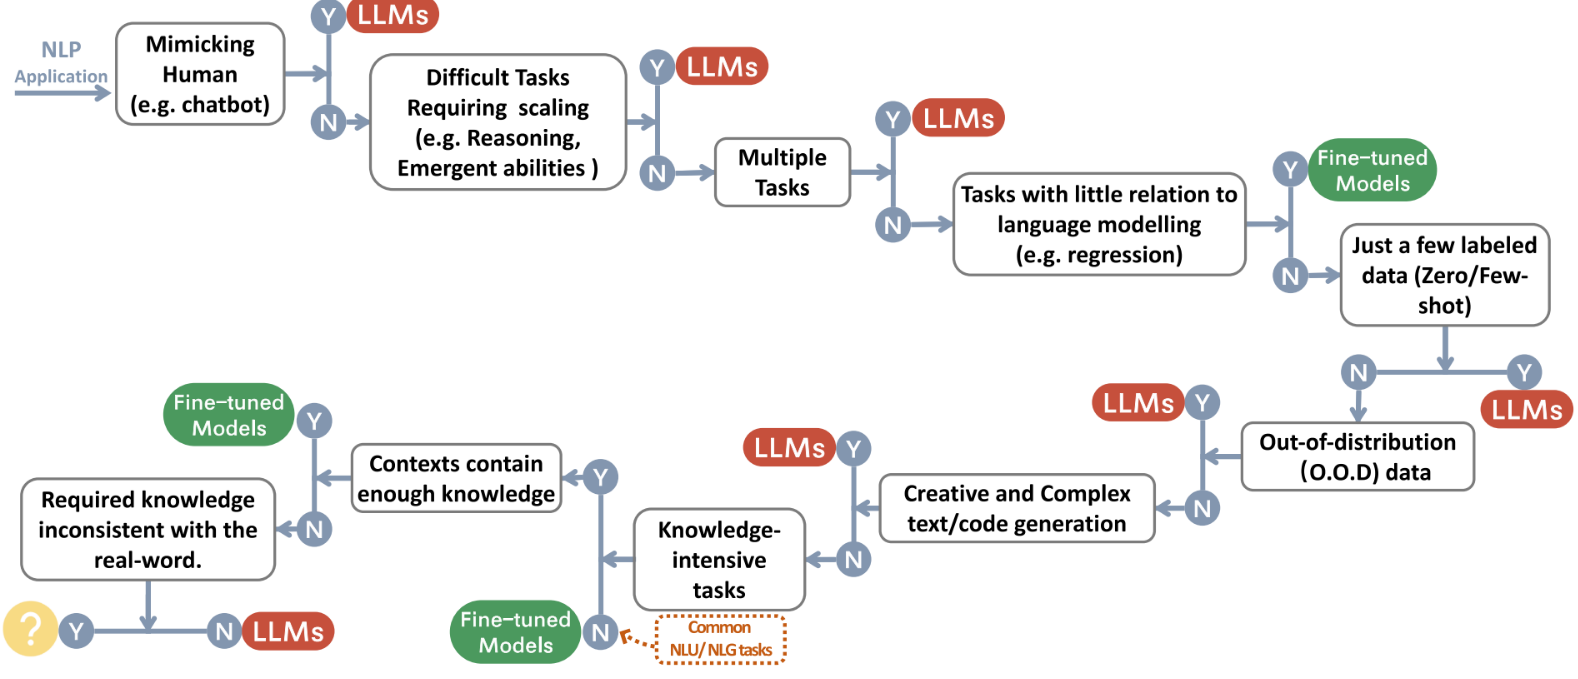 NLP
Application
Mimicking
Human
(e.g. chatbot)
Y
LLMs
N
Difficult Tasks
Requiring scaling
(e.g. Reasoning,
Emergent abilities )
Y
LLMs
N
Multiple
Tasks
Y
LLMs
N
Tasks with little relation to
language modelling
(e.g. regression)
Y
Fine-tuned
Models
N
Just a few labeled
data (Zero/Few-
shot)
N
Y
LLMs
Out-of-distribution
(O.O.D) data
LLMs
Y
N
Creative and Complex
text/code generation
LLMs
Y
N
Knowledge-
intensive
tasks
Y
N
Fine-tuned
Models
Common
NLU/ NLG tasks
Contexts contain
enough knowledge
Fine-tuned
Models
Y
N
Required knowledge
inconsistent with the
real-word.
?
Y
N
LLMs